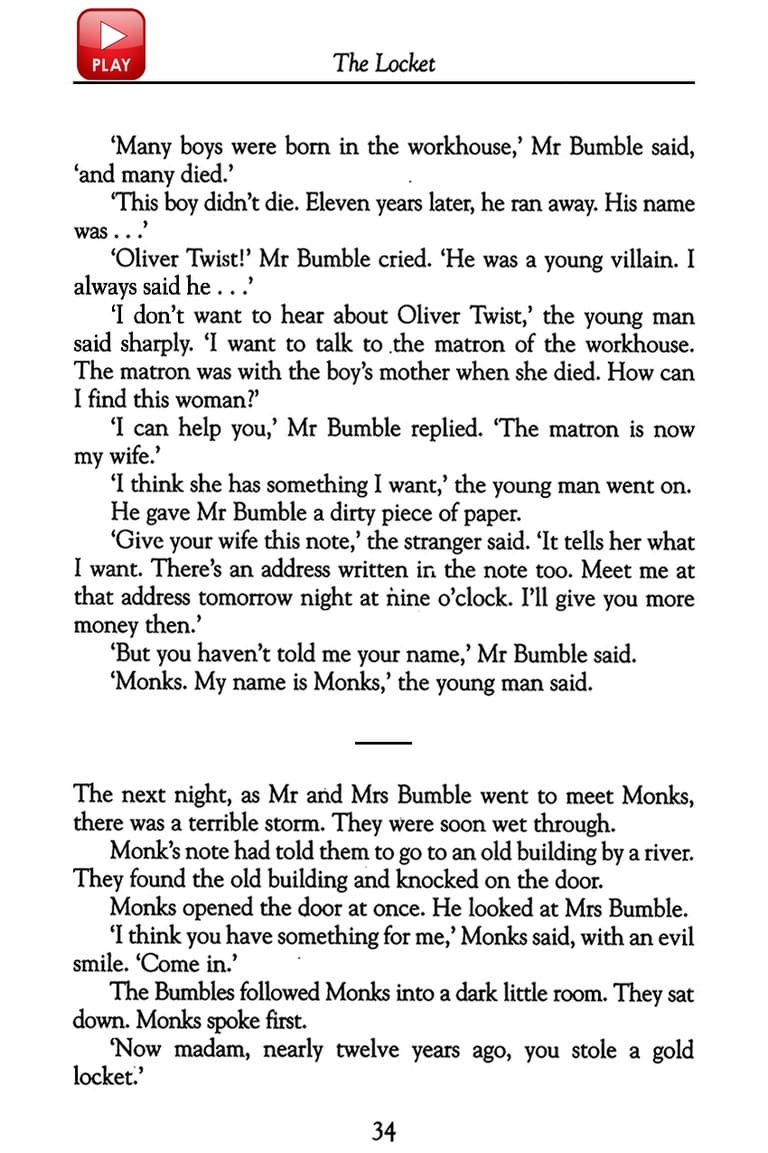 PLAY
The Locket
‘Many boys were born in the workhouse,’ Mr Bumble said,
‘and many died.’
‘This boy didn’t die. Eleven years later, he ran away. His name
was . . .’
‘Oliver Twist!’ Mr Bumble cried. ‘He was a young villain. I
always said he . . .’
‘I don’t want to hear about Oliver Twist,’ the young man
said sharply. ‘I want to talk to the matron of the workhouse.
The matron was with the boy’s mother when she died. How can
I find this woman?’
‘I can help you,’ Mr Bumble replied. ‘The matron is now
my wife.’
‘I think she has something I want,’ the young man went on.
He gave Mr Bumble a dirty piece of paper.
‘Give your wife this note,’ the stranger said. ‘It tells her what
I want. There’s an address written in the note too. Meet me at
that address tomorrow night at nine o’clock. I’ll give you more
money then.’
‘But you haven’t told me your name,’ Mr Bumble said.
‘Monks. My name is Monks,’ the young man said.
The next night, as Mr and Mrs Bumble went to meet Monks,
there was a terrible storm. They were soon wet through.
Monk’s note had told them to go to an old building by a river.
They found the old building and knocked on the door.
Monks opened the door at once. He looked at Mrs Bumble.
‘I think you have something for me,’ Monks said, with an evil
smile. ‘Come in.’
The Bumbles followed Monks into a dark little room. They sat
down. Monks spoke first.
‘Now madam, nearly twelve years ago, you stole a gold
locket.’
34